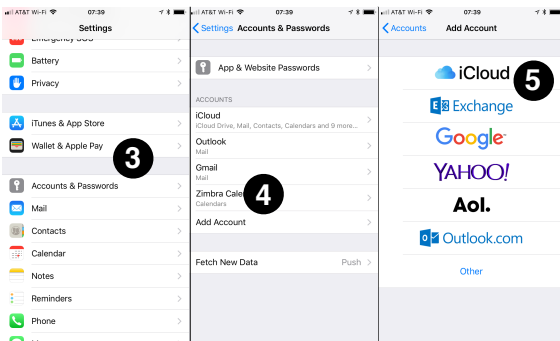 AT&T Wi-Fi 07:39
Settings
Emergency SOS
Battery
Privacy
iTunes & App Store
Wallet & Apple Pay
3
Accounts & Passwords
Mail
Contacts
Calendar
Notes
Reminders
Phone
AT&T Wi-Fi 07:39
Settings Accounts & Passwords
App & Website Passwords
ACCOUNTS
iCloud
iCloud Drive, Mail, Contacts, Calendars and 9 more...
Outlook
Mail
Gmail
Mail
Zimbra Cale
4
Calendars
Add Account
Fetch New Data Push
AT&T Wi-Fi 07:39
Accounts Add Account
iCloud
5
Exchange
Google
YAHOO!
Aol.
Outlook.com
Other